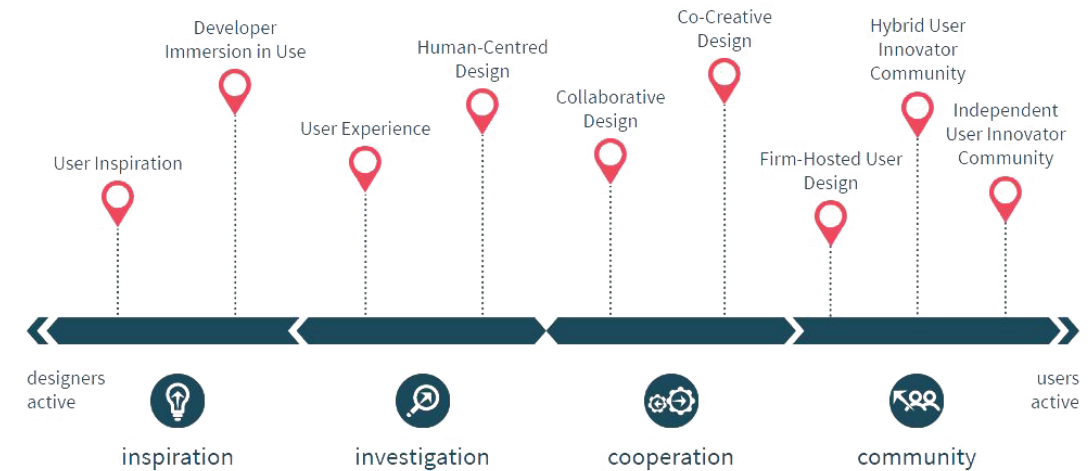 User Inspiration
Developer
Immersion in Use
User Experience
Human-Centred
Design
Collaborative
Design
Co-Creative
Design
Firm-Hosted User
Design
Hybrid User
Innovator
Community
Independent
User Innovator
Community
designers
active
users
active
inspiration
investigation
cooperation
community